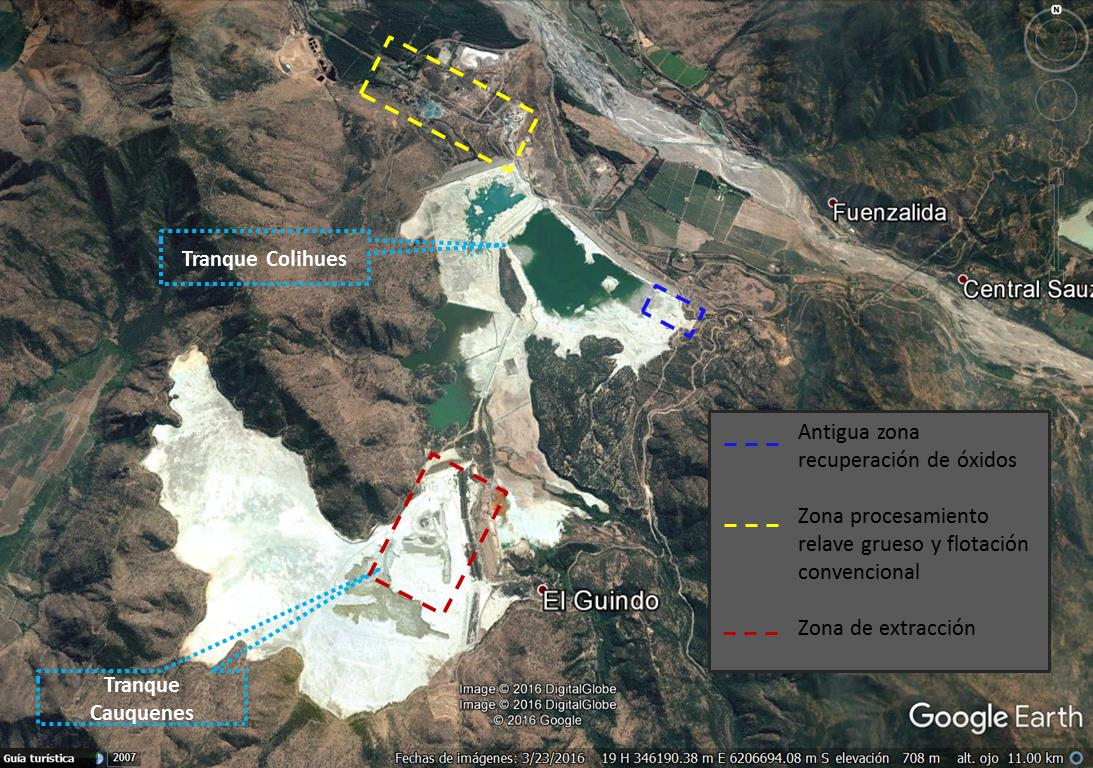 N
Fuenzalida
Tranque Colihues
Central Sauz
Antigua zona
recuperación de óxidos
Zona procesamiento
relave grueso y flotación
convencional
Zona de extracción
El Guindo
Tranque
Cauquenes
Image © 2016 DigitalGlobe
Image © 2016 DigitalGlobe
© 2016 Google
Google Earth
Guía turística 2007 Fechas de imágenes: 3/23/2016 19 H 346190.38 m E 6206694.08 m S elevación 708 m alt. ojo 11.00 km